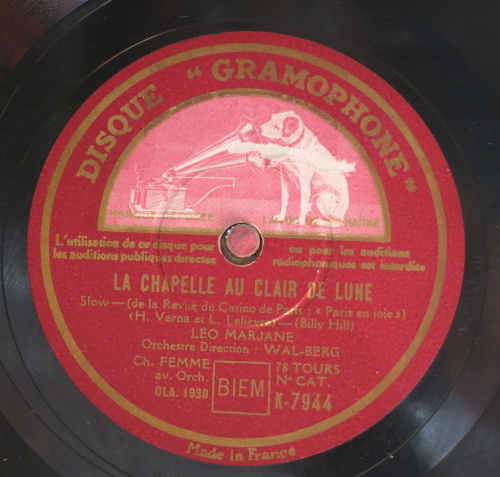 DISQUE “GRAMOPHONE”
L'utilisation de ce disque pour ou pour les auditions
les auditions publiques directes radiophoniques est interdite
LA CHAPELLE AU CLAIR DE LUNE
Slow — (de la Revue du Casino de Paris : « Paris en joie »)
(H. Varna et L. Lelievre) — (Billy Hill)
LEO MARJANE
Orchestre Direction : WAL-BERG
Ch. FEMME
av. Orch.
OLA. 1930
BIEM
78 TOURS
No CAT.
K-7944
Made in France